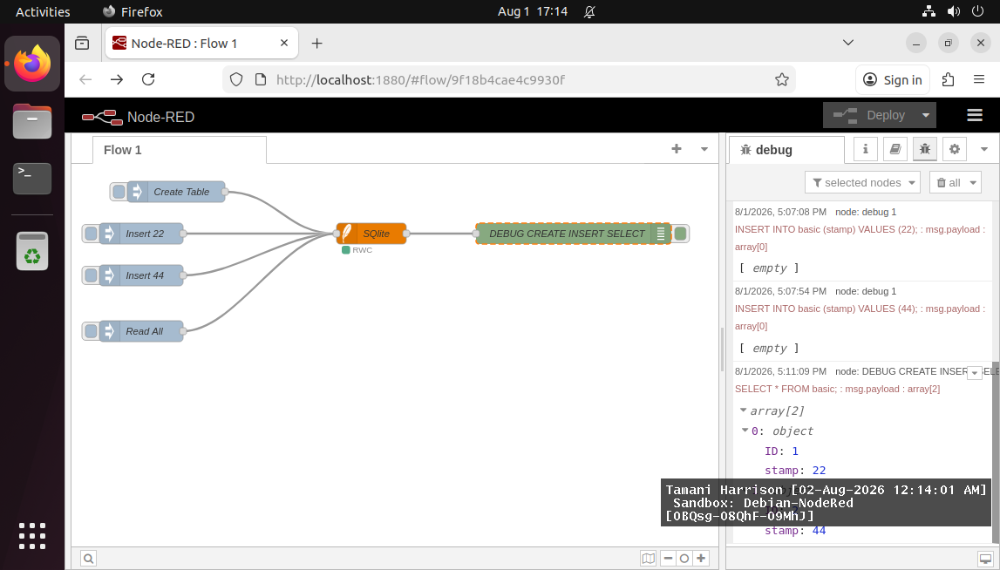 Activities
Firefox
Aug 1 17:14
Node-RED : Flow 1
http://localhost:1880/#flow/9f18b4cae4c9930f
Sign in
Node-RED
Deploy
Flow 1
debug
selected nodes
all
Create Table
Insert 22
Insert 44
Read All
SQlite
RWC
DEBUG CREATE INSERT SELECT
8/1/2026, 5:07:08 PM node: debug 1
INSERT INTO basic (stamp) VALUES (22); : msg.payload :
array[0]
[ empty ]
8/1/2026, 5:07:54 PM node: debug 1
INSERT INTO basic (stamp) VALUES (44); : msg.payload :
array[0]
[ empty ]
8/1/2026, 5:11:09 PM node: DEBUG CREATE INSERT SELE
SELECT * FROM basic; : msg.payload : array[2]
array[2]
0: object
ID: 1
stamp: 22
Tamani Harrison [02-Aug-2026 12:14:01 AM]
Sandbox: Debian-NodeRed
[OBQsg-O8QhF-O9MhJ]
stamp: 44